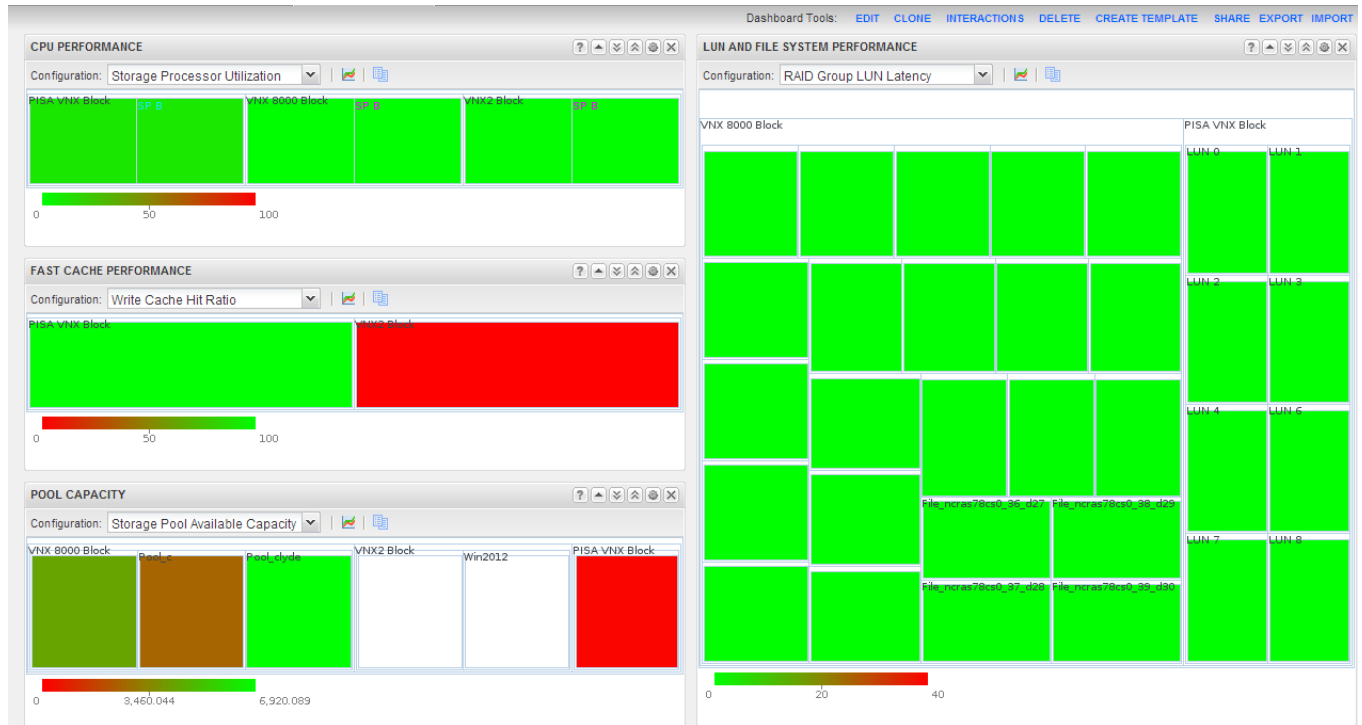 Dashboard Tools: EDIT CLONE INTERACTIONS DELETE CREATE TEMPLATE SHARE EXPORT IMPORT
CPU PERFORMANCE
Configuration: Storage Processor Utilization
PISA VNX Block SP B VNX 8000 Block SP B VNX2 Block SP B
0 50 100
FAST CACHE PERFORMANCE
Configuration: Write Cache Hit Ratio
PISA VNX Block VNX2 Block
0 50 100
POOL CAPACITY
Configuration: Storage Pool Available Capacity
VNX 8000 Block Pool_c Pool_clyde VNX2 Block Win2012 PISA VNX Block
0 3,460.044 6,920.089
LUN AND FILE SYSTEM PERFORMANCE
Configuration: RAID Group LUN Latency
VNX 8000 Block PISA VNX Block
LUN 0 LUN 1
LUN 2 LUN 3
LUN 4 LUN 6
File_ncras78cs0_36_d27 File_ncras78cs0_38_d29
LUN 7 LUN 8
File_ncras78cs0_37_d28 File_ncras78cs0_39_d30
0 20 40